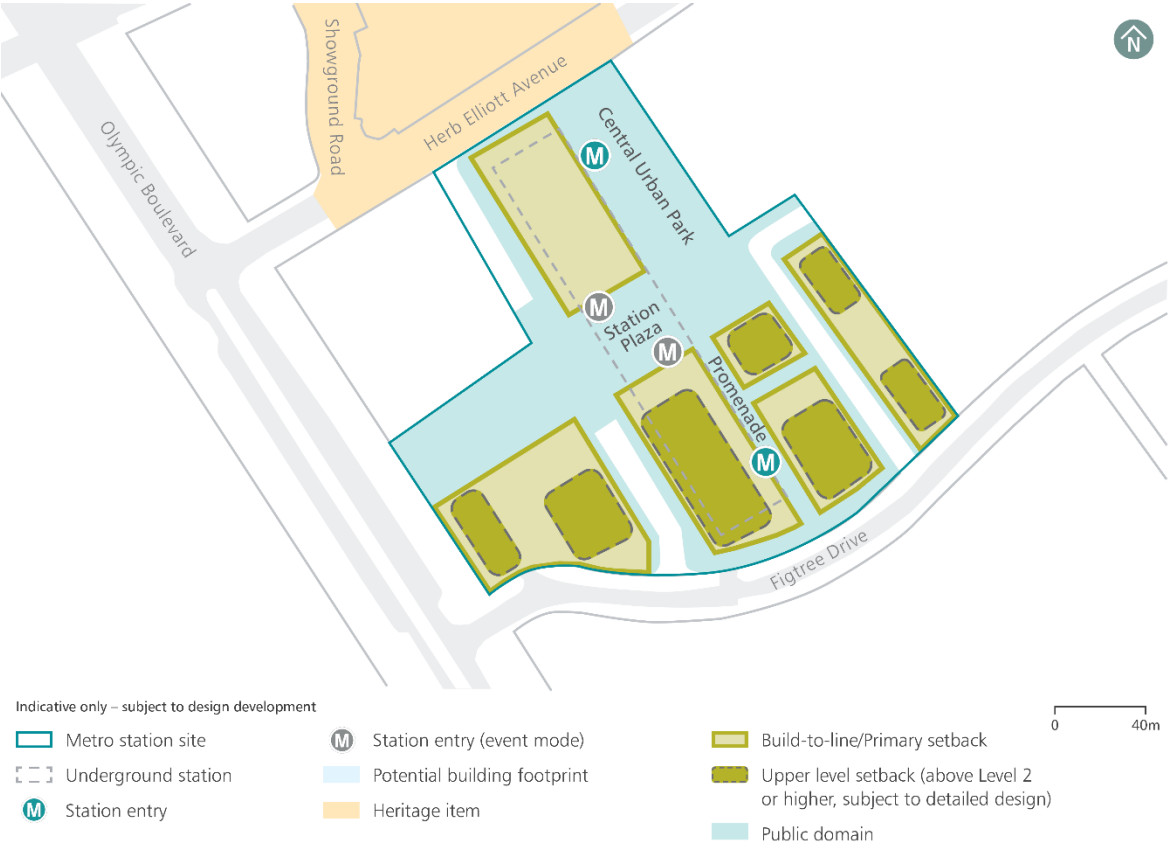 N
Showground Road
Herb Elliott Avenue
Olympic Boulevard
M
Central Urban Park
M
Station
Plaza
M
Promenade
M
Figtree Drive
Indicative only – subject to design development
0 40m
Metro station site
Underground station
M Station entry
M Station entry (event mode)
Potential building footprint
Heritage item
Build-to-line/Primary setback
Upper level setback (above Level 2
or higher, subject to detailed design)
Public domain